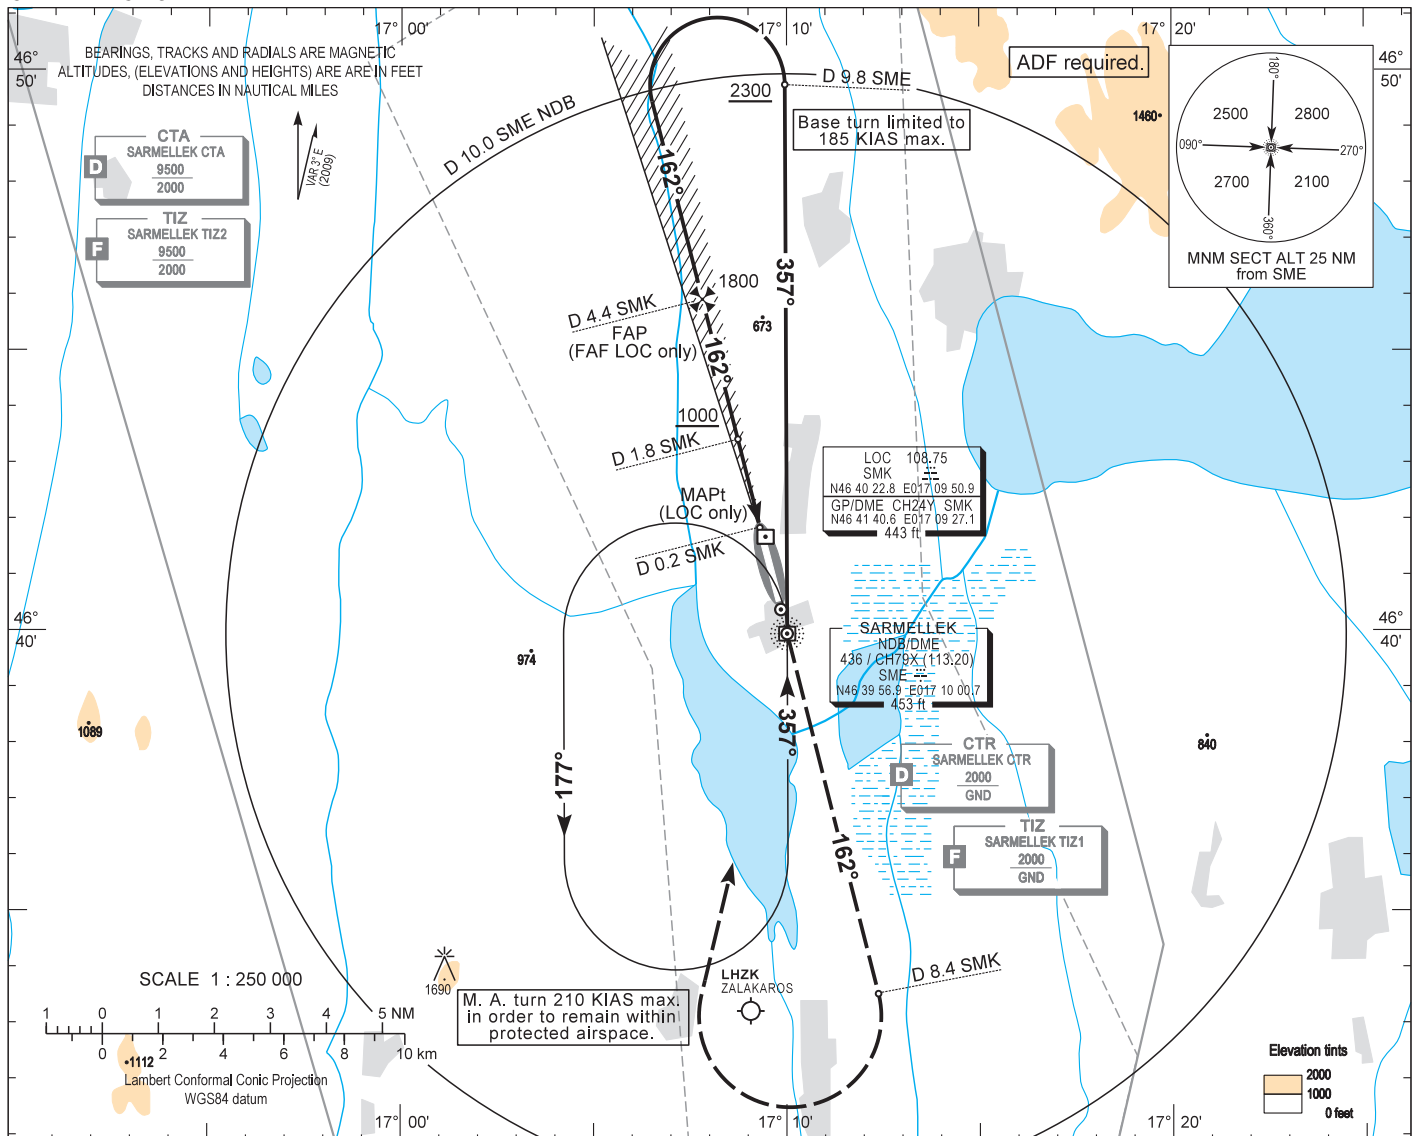 17° 00'
17° 10'
17° 20'
46°
50'
46°
50'
BEARINGS, TRACKS AND RADIALS ARE MAGNETIC
ALTITUDES, (ELEVATIONS AND HEIGHTS) ARE ARE IN FEET
DISTANCES IN NAUTICAL MILES
VAR 3° E
(2009)
D
CTA
SARMELLEK CTA
9500
2000
F
TIZ
SARMELLEK TIZ2
9500
2000
D 10.0 SME NDB
D 9.8 SME
2300
Base turn limited to
185 KIAS max.
ADF required.
1460
180°
2500
2800
090°
270°
2700
2100
360°
MNM SECT ALT 25 NM
from SME
162°
357°
1800
D 4.4 SMK
FAP
(FAF LOC only)
673
162°
1000
D 1.8 SMK
MAPt
(LOC only)
D 0.2 SMK
LOC 108.75
SMK
N46 40 22.8 E017 09 50.9
GP/DME CH24Y SMK
N46 41 40.6 E017 09 27.1
443 ft
46°
40'
46°
40'
SARMELLEK
NDB/DME
436 / CH79X (113.20)
SME
N46 39 56.9 E017 10 00.7
453 ft
974
1089
840
357°
177°
D
CTR
SARMELLEK CTR
2000
GND
F
TIZ
SARMELLEK TIZ1
2000
GND
162°
D 8.4 SMK
LHZK
ZALAKAROS
1690
M. A. turn 210 KIAS max.
in order to remain within
protected airspace.
SCALE 1 : 250 000
1 0 1 2 3 4 5 NM
0 2 4 6 8 10 km
1112
Lambert Conformal Conic Projection
WGS84 datum
Elevation tints
2000
1000
0 feet
17° 00'
17° 10'
17° 20'